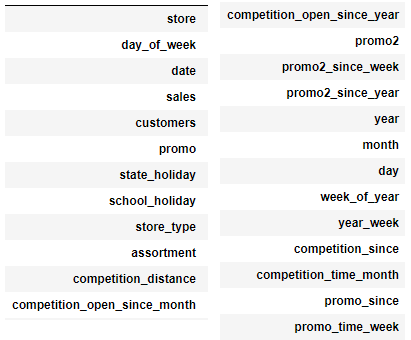 store
day_of_week
date
sales
customers
promo
state_holiday
school_holiday
store_type
assortment
competition_distance
competition_open_since_month
competition_open_since_year
promo2
promo2_since_week
promo2_since_year
year
month
day
week_of_year
year_week
competition_since
competition_time_month
promo_since
promo_time_week